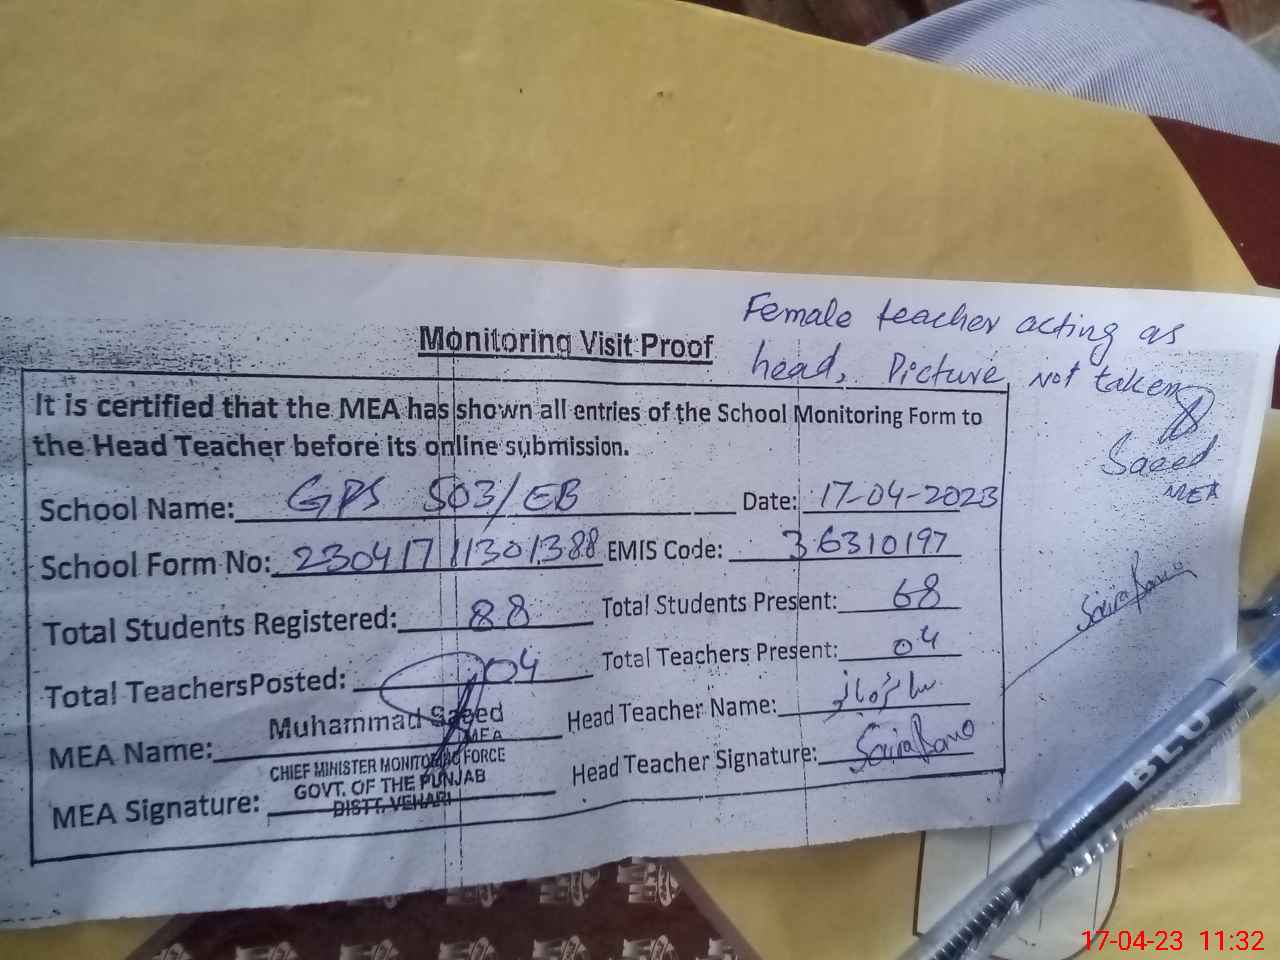 Female teacher acting as
head, Picture not taken
Saeed
MEA
Monitoring Visit Proof
It is certified that the MEA has shown all entries of the School Monitoring Form to
the Head Teacher before its online submission.
School Name: GPS 503/EB Date: 17-04-2023
School Form No: 230417 11301388 EMIS Code: 36310197
Total Students Registered: 88 Total Students Present: 68
Total TeachersPosted: 04 Total Teachers Present: 04
MEA Name: Muhammad Saeed Head Teacher Name: سائرہ بانو
MEA
CHIEF MINISTER MONITORING FORCE
GOVT. OF THE PUNJAB
DISTT. VEHARI
MEA Signature: Head Teacher Signature: Saira Bano
Saira Bano
BLU
17-04-23 11:32